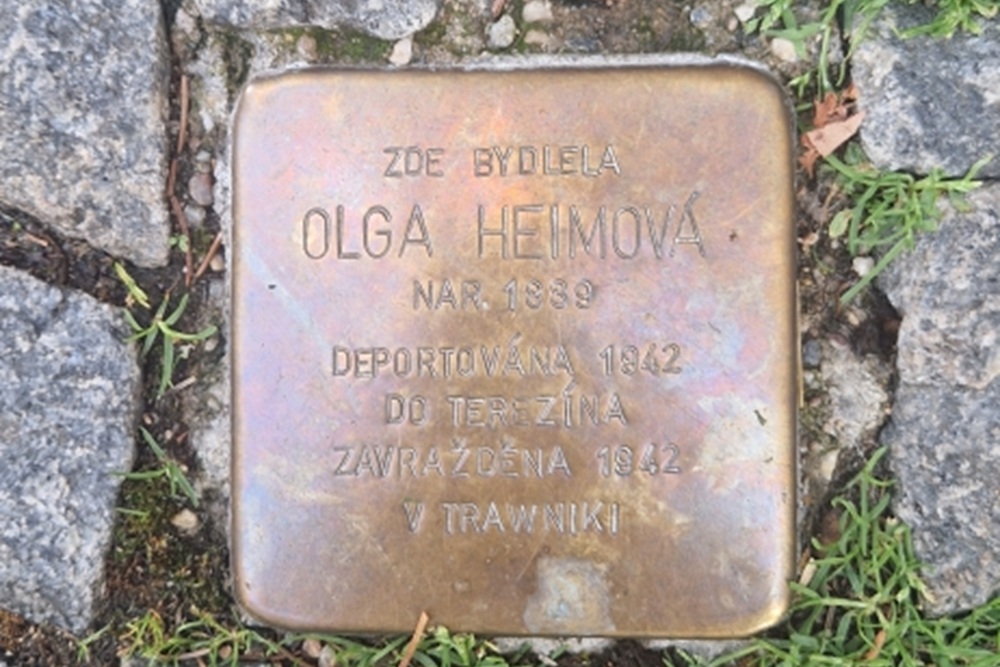 ZDE BYDLELA
OLGA HEIMOVÁ
NAR. 1889
DEPORTOVÁNA 1942
DO TEREZÍNA
ZAVRAŽDĚNA 1942
V TRAWNIKI